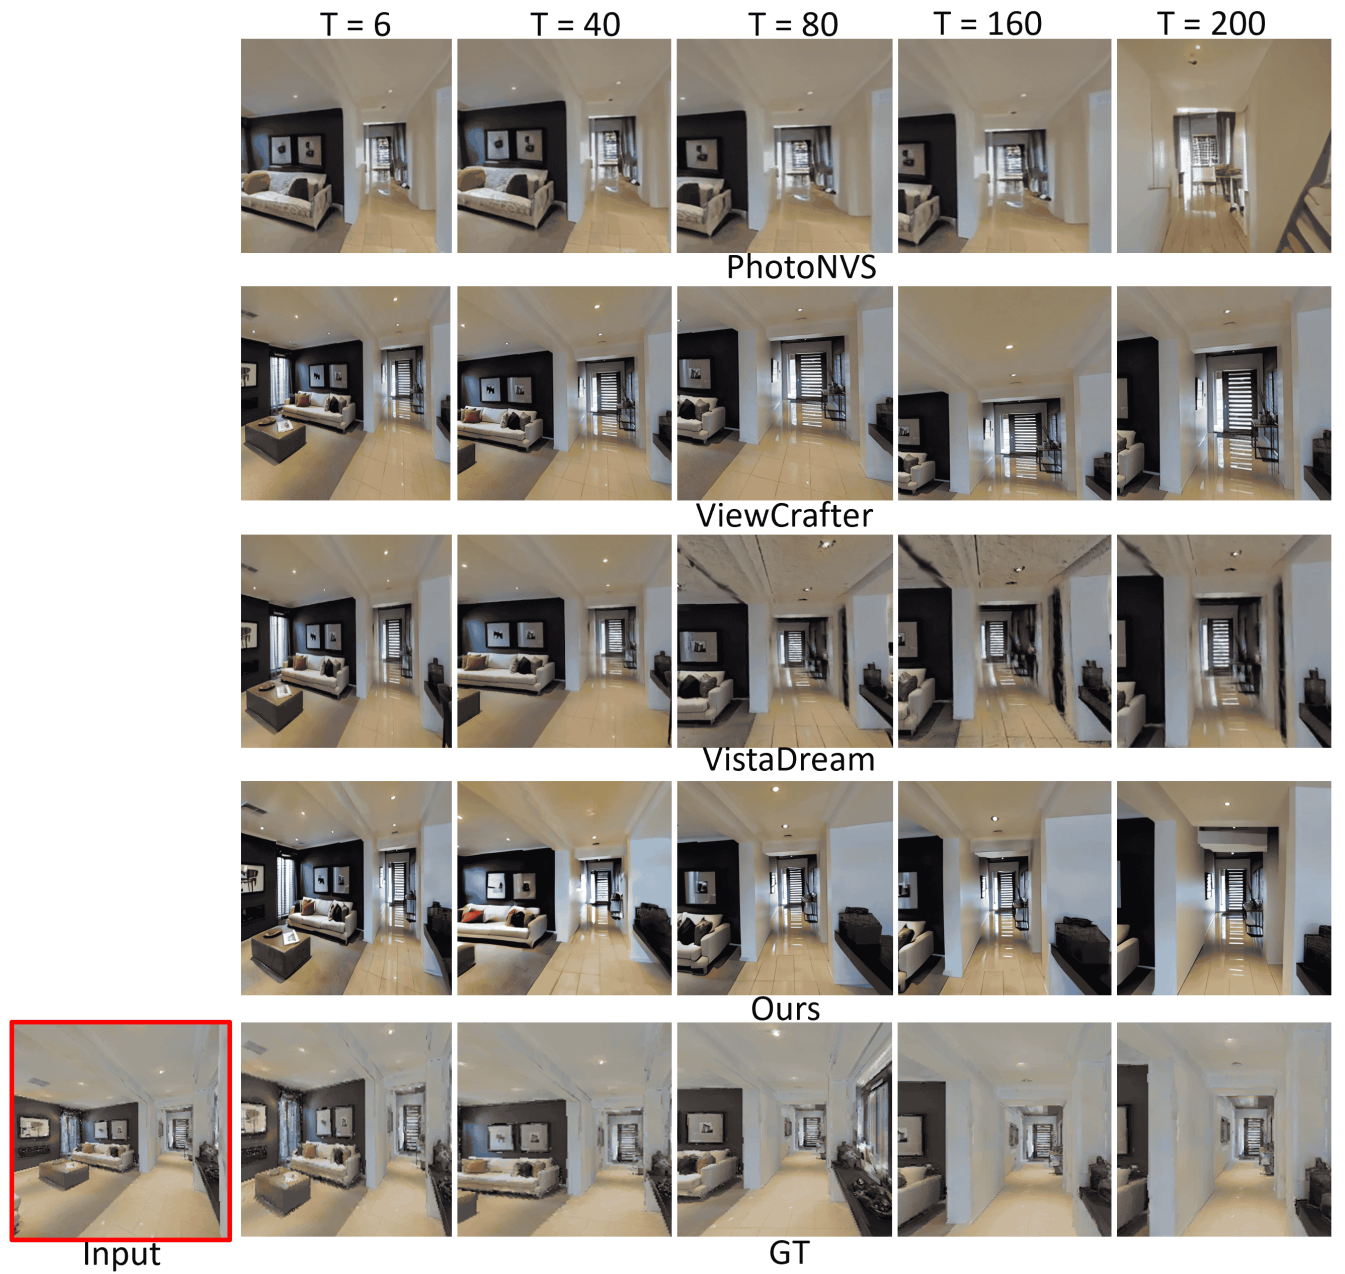 T = 6 T = 40 T = 80 T = 160 T = 200
PhotoNVS
ViewCrafter
VistaDream
Ours
Input GT